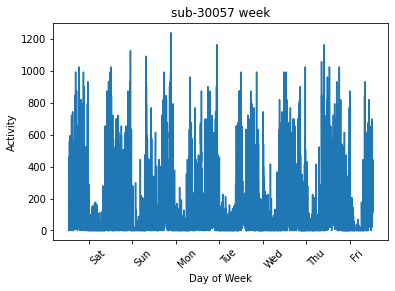 sub-30057 week
1200
1000
800
600
400
200
0
Activity
Sat
Sun
Mon
Tue
Wed
Thu
Fri
Day of Week